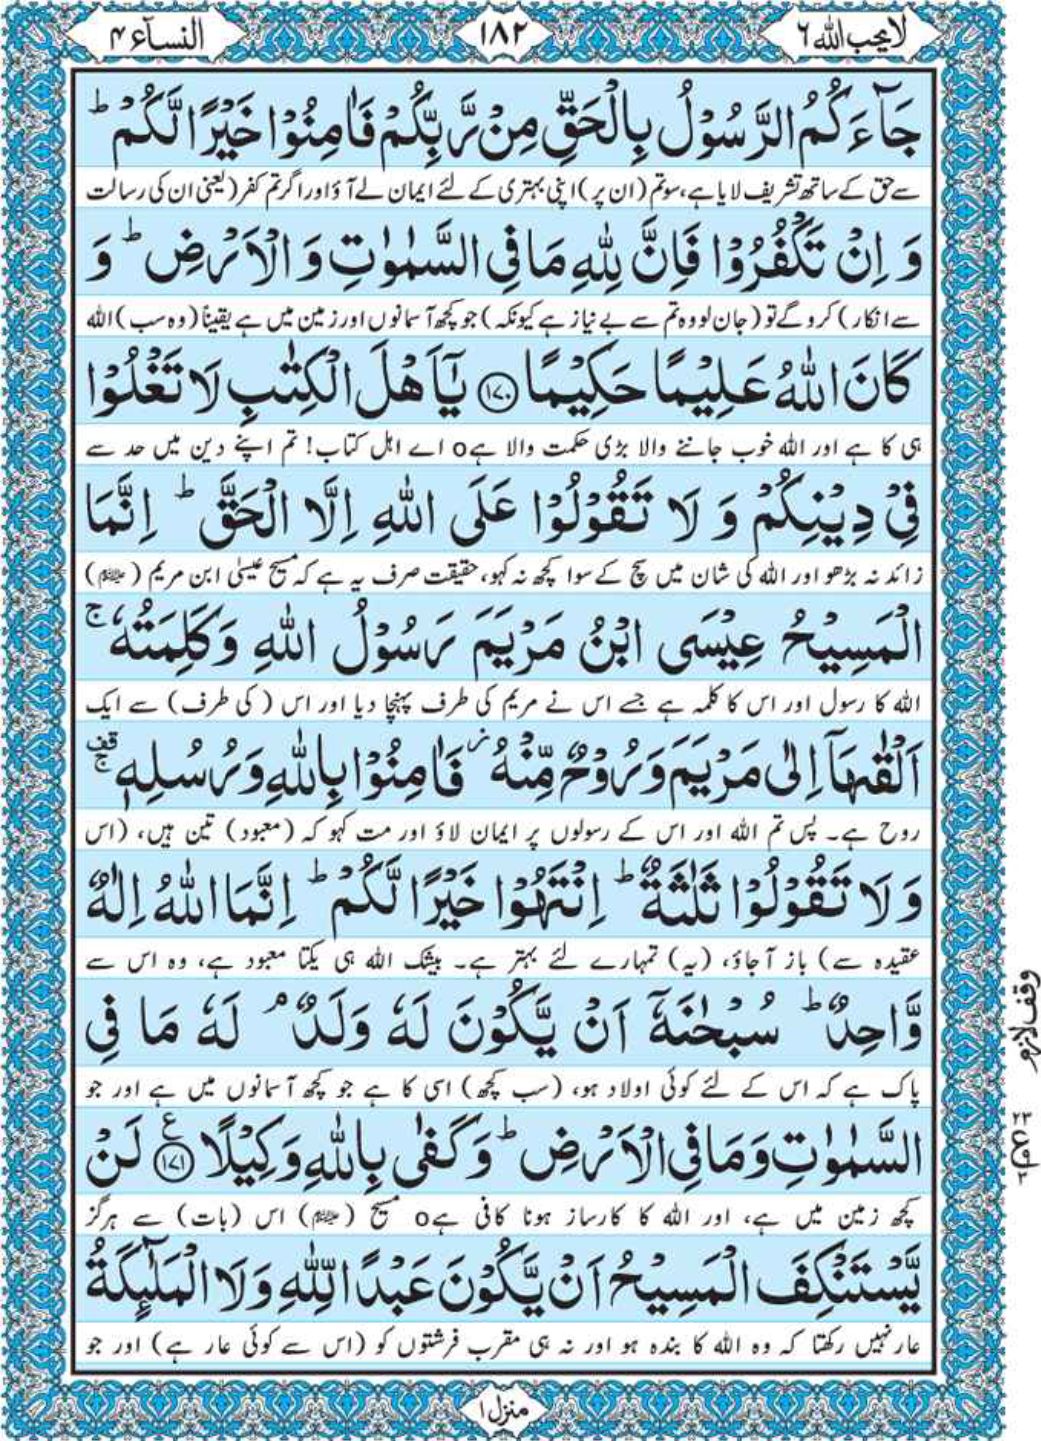 لایحب اللہ ۶
۱۸۲
النسآء ۴
جَآءَكُمُ الرَّسُوْلُ بِالْحَقِّ مِنْ رَّبِّكُمْ فَاٰمِنُوْا خَيْرًا لَّكُمْ ؕ
سے حق کے ساتھ تشریف لایا ہے، سو تم (ان پر) اپنی بہتری کے لئے ایمان لے آؤ اور اگر تم کفر (یعنی ان کی رسالت
وَ اِنْ تَكْفُرُوْا فَاِنَّ لِلّٰهِ مَا فِي السَّمٰوٰتِ وَ الْاَرْضِ ؕ وَ
سے انکار) کرو گے تو (جان لو وہ تم سے بے نیاز ہے کیونکہ) جو کچھ آسمانوں اور زمین میں ہے یقیناً (وہ سب) اللہ
كَانَ اللّٰهُ عَلِيْمًا حَكِيْمًا ﴿۱۷۰﴾ يٰۤاَهْلَ الْكِتٰبِ لَا تَغْلُوْا
ہی کا ہے اور اللہ خوب جاننے والا بڑی حکمت والا ہےo اے اہل کتاب! تم اپنے دین میں حد سے
فِيْ دِيْنِكُمْ وَ لَا تَقُوْلُوْا عَلَى اللّٰهِ اِلَّا الْحَقَّ ؕ اِنَّمَا
زائد نہ بڑھو اور اللہ کی شان میں سچ کے سوا کچھ نہ کہو، حقیقت صرف یہ ہے کہ مسیح عیسیٰ ابن مریم (علیہما السلام)
الْمَسِيْحُ عِيْسَى ابْنُ مَرْيَمَ رَسُوْلُ اللّٰهِ وَ كَلِمَتُهٗ ۚ
اللہ کا رسول اور اس کا کلمہ ہے جسے اس نے مریم کی طرف پہنچا دیا اور اس (کی طرف) سے ایک
اَلْقٰىهَاۤ اِلٰى مَرْيَمَ وَ رُوْحٌ مِّنْهُ ز فَاٰمِنُوْا بِاللّٰهِ وَ رُسُلِهٖ ۚ قف
روح ہے۔ پس تم اللہ اور اس کے رسولوں پر ایمان لاؤ اور مت کہو کہ (معبود) تین ہیں، (اس
وَ لَا تَقُوْلُوْا ثَلٰثَةٌ ؕ اِنْتَهُوْا خَيْرًا لَّكُمْ ؕ اِنَّمَا اللّٰهُ اِلٰهٌ
عقیدہ سے) باز آجاؤ، (یہ) تمہارے لئے بہتر ہے۔ بیشک اللہ ہی یکتا معبود ہے، وہ اس سے
وَّاحِدٌ ؕ سُبْحٰنَهٗۤ اَنْ يَّكُوْنَ لَهٗ وَلَدٌ ۘ لَهٗ مَا فِي
وقف لازم
پاک ہے کہ اس کے لئے کوئی اولاد ہو، (سب کچھ) اسی کا ہے جو کچھ آسمانوں میں ہے اور جو
السَّمٰوٰتِ وَ مَا فِي الْاَرْضِ ؕ وَ كَفٰى بِاللّٰهِ وَكِيْلًا ﴿۱۷۱﴾ ع لَنْ
کچھ زمین میں ہے، اور اللہ کا کارساز ہونا کافی ہےo مسیح (علیہ السلام) اس (بات) سے ہرگز
يَّسْتَنْكِفَ الْمَسِيْحُ اَنْ يَّكُوْنَ عَبْدًا لِّلّٰهِ وَ لَا الْمَلٰٓئِكَةُ
عار نہیں رکھتا کہ وہ اللہ کا بندہ ہو اور نہ ہی مقرب فرشتوں کو (اس سے کوئی عار ہے) اور جو
منزل ۱